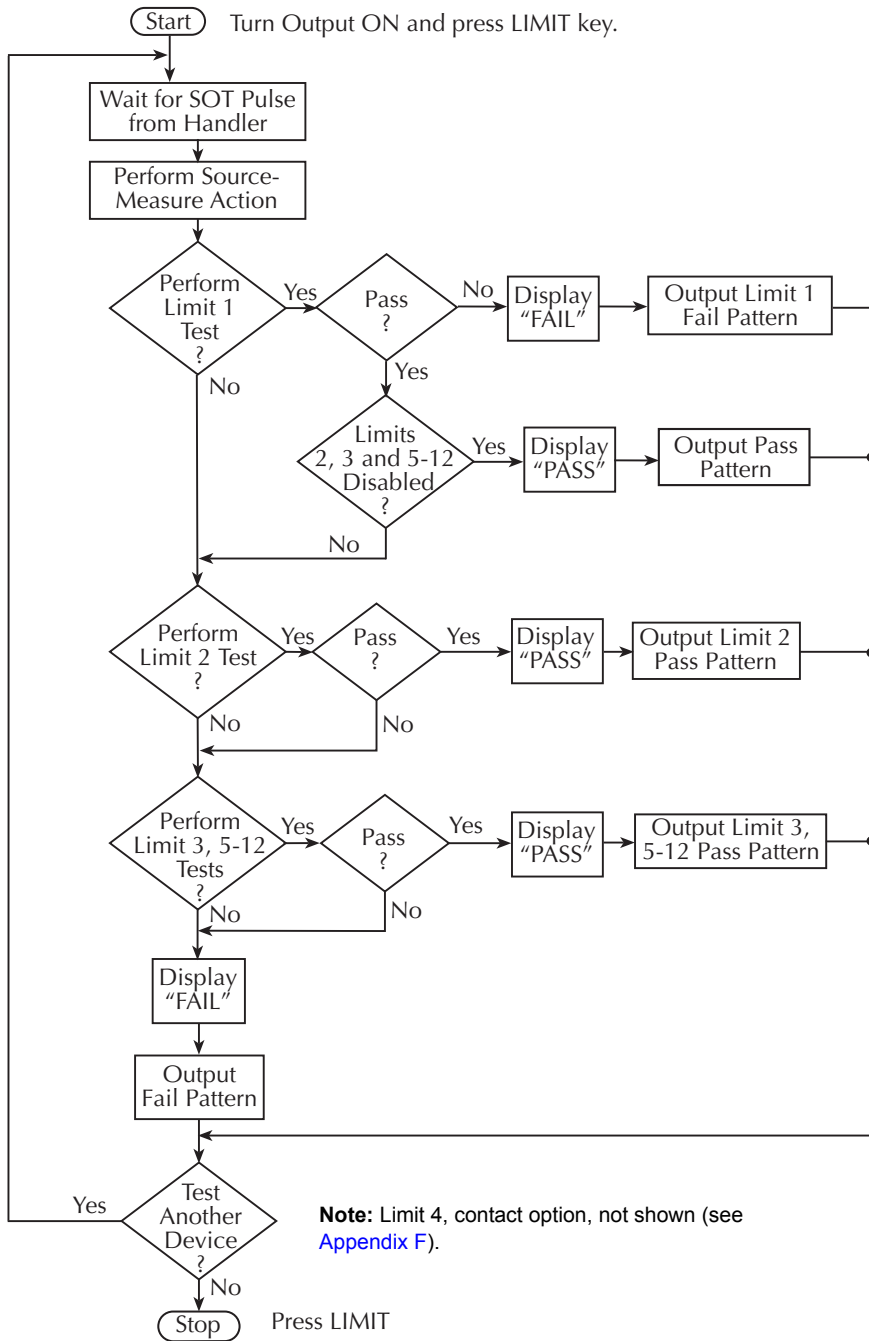 Start
Turn Output ON and press LIMIT key.
Wait for SOT Pulse
from Handler
Perform Source-
Measure Action
Perform
Limit 1
Test
?
Yes
Pass
?
No
Display
“FAIL”
Output Limit 1
Fail Pattern
No
Yes
Limits
2, 3 and 5-12
Disabled
?
Yes
Display
“PASS”
Output Pass
Pattern
No
Perform
Limit 2 Test
?
Yes
Pass
?
Yes
Display
“PASS”
Output Limit 2
Pass Pattern
No
No
Perform
Limit 3, 5-12
Tests
?
Yes
Pass
?
Yes
Display
“PASS”
Output Limit 3,
5-12 Pass Pattern
No
No
Display
“FAIL”
Output
Fail Pattern
Yes
Test
Another
Device
?
Note: Limit 4, contact option, not shown (see
Appendix F).
No
Stop
Press LIMIT